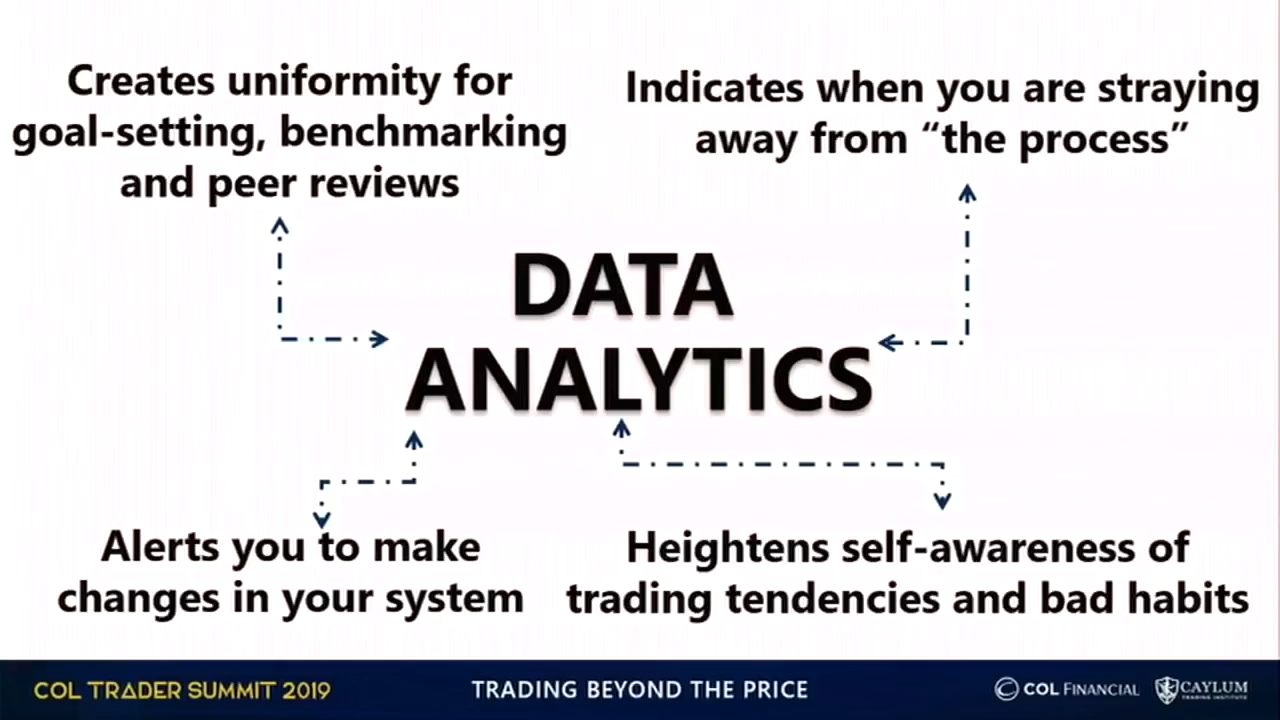 Creates uniformity for
goal-setting, benchmarking
and peer reviews
Indicates when you are straying
away from “the process”
DATA
ANALYTICS
Alerts you to make
changes in your system
Heightens self-awareness of
trading tendencies and bad habits
COL TRADER SUMMIT 2019
TRADING BEYOND THE PRICE
COL FINANCIAL
CAYLUM
TRADING INSTITUTE